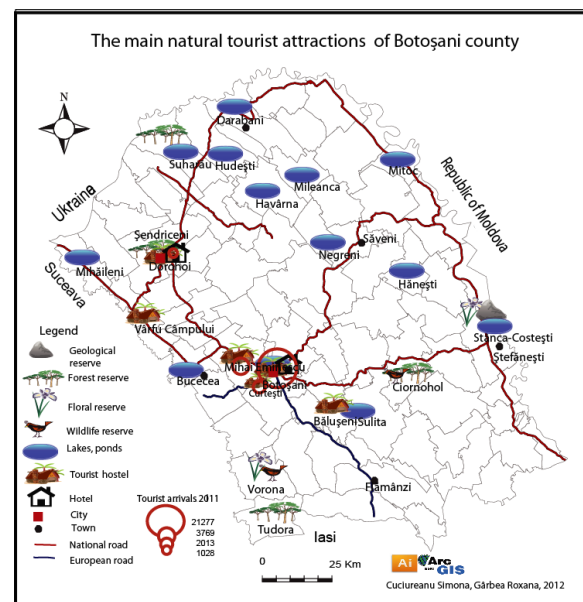 The main natural tourist attractions of Botoşani county
N
Darabani
Suharău
Hudeşti
Mitoc
Mileanca
Havârna
Ukraina
Republic of Moldova
Şendriceni
Săveni
Dorohoi
Negreni
Mihăileni
Hăneşti
Suceava
Vârfu Câmpului
Stânca-Costeşti
Ştefăneşti
Mihai Eminescu
Bucecea
Botoşani
Curteşti
Ciornohol
Băluşeni
Sulita
Vorona
Flămânzi
Tudora
Iasi
Legend
Geological
reserve
Forest reserve
Floral reserve
Wildlife reserve
Lakes, ponds
Tourist hostel
Hotel
City
Town
National road
European road
Tourist arrivals 2011
21277
3769
2013
1028
0 25 Km
Ai
Arc
GIS
Cuciureanu Simona, Gârbea Roxana, 2012